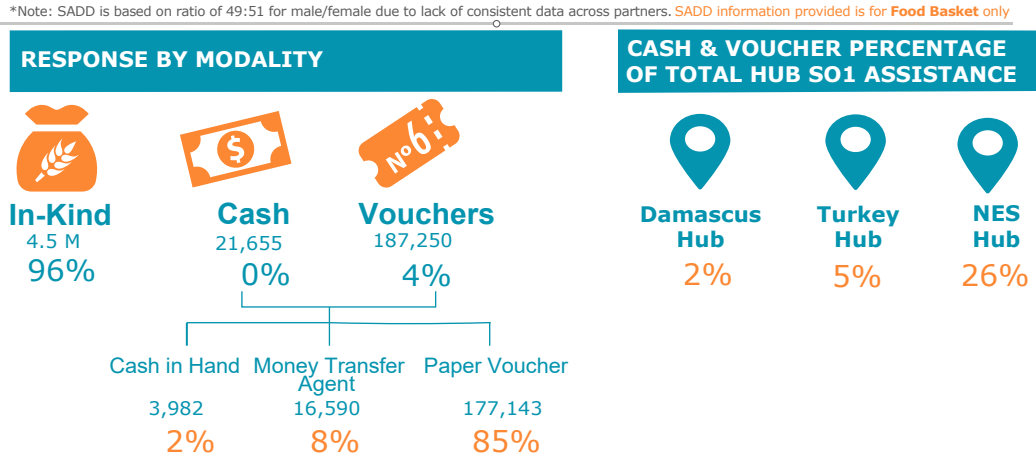 *Note: SADD is based on ratio of 49:51 for male/female due to lack of consistent data across partners. SADD information provided is for Food Basket only
RESPONSE BY MODALITY
In-Kind
4.5 M
96%
Cash
21,655
0%
Nº6
Vouchers
187,250
4%
Cash in Hand
3,982
2%
Money Transfer
Agent
16,590
8%
Paper Voucher
177,143
85%
CASH & VOUCHER PERCENTAGE
OF TOTAL HUB SO1 ASSISTANCE
Damascus
Hub
2%
Turkey
Hub
5%
NES
Hub
26%